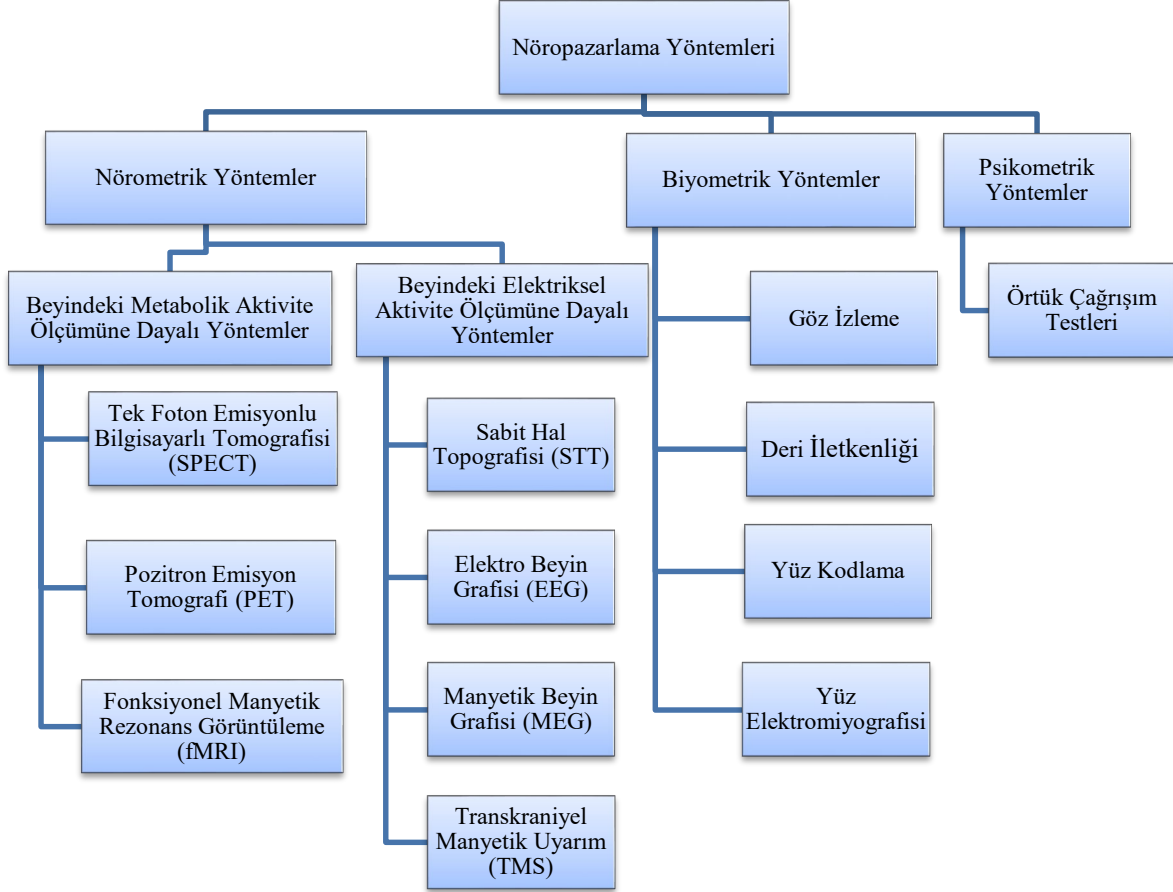 Nöropazarlama Yöntemleri
Nörometrik Yöntemler
Biyometrik Yöntemler
Psikometrik
Yöntemler
Beyindeki Metabolik Aktivite
Ölçümüne Dayalı Yöntemler
Beyindeki Elektriksel
Aktivite Ölçümüne Dayalı
Yöntemler
Göz İzleme
Örtük Çağrışım
Testleri
Tek Foton Emisyonlu
Bilgisayarlı Tomografisi
(SPECT)
Sabit Hal
Topografisi (STT)
Deri İletkenliği
Pozitron Emisyon
Tomografi (PET)
Elektro Beyin
Grafisi (EEG)
Yüz Kodlama
Fonksiyonel Manyetik
Rezonans Görüntüleme
(fMRI)
Manyetik Beyin
Grafisi (MEG)
Yüz
Elektromiyografisi
Transkraniyel
Manyetik Uyarım
(TMS)